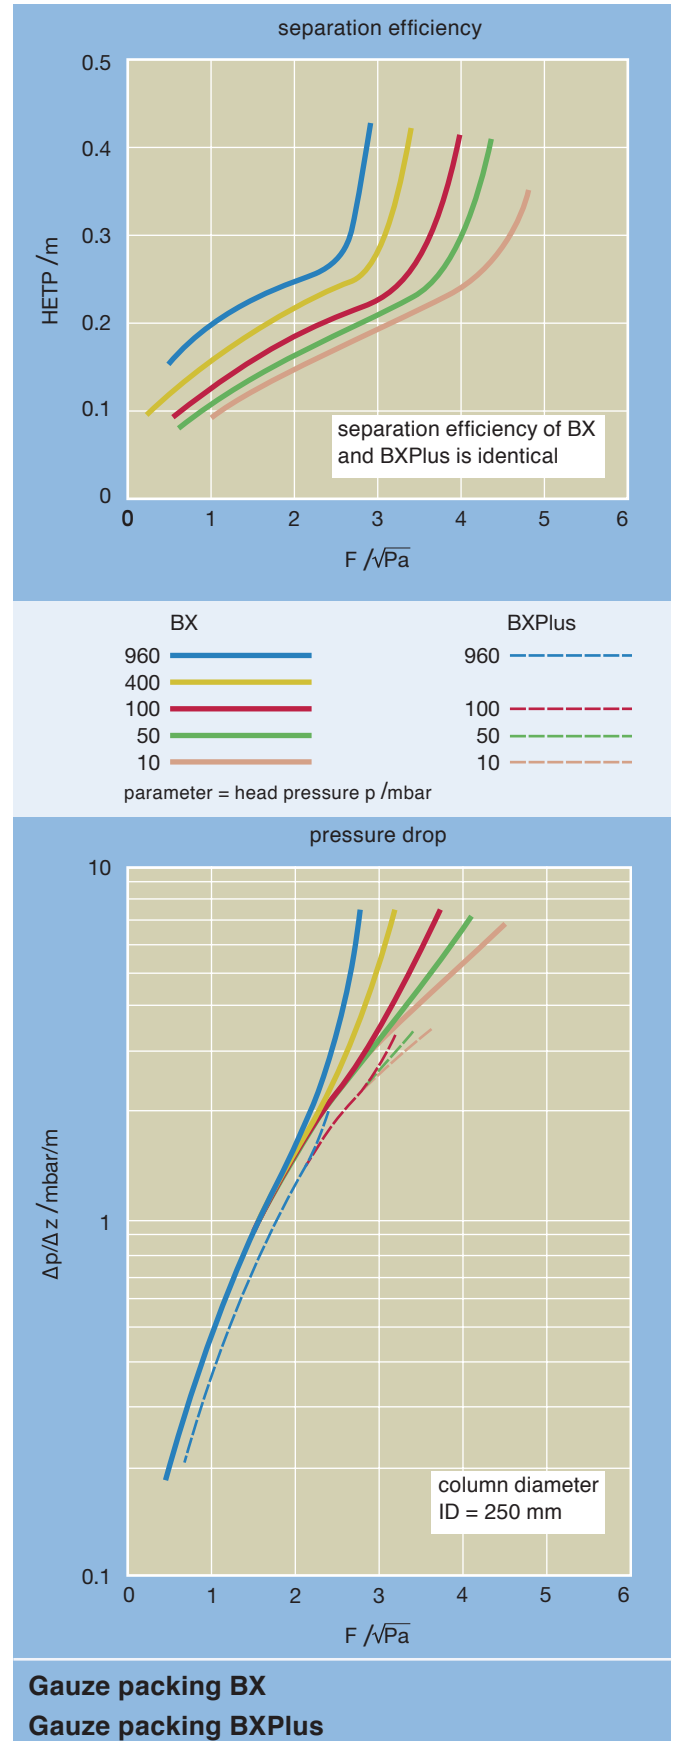 separation efficiency
0.5
0.4
0.3
0.2
0.1
0
HETP /m
0 1 2 3 4 5 6
F /√Pa
separation efficiency of BX
and BXPlus is identical
BX
960
400
100
50
10
BXPlus
960
100
50
10
parameter = head pressure p /mbar
pressure drop
10
1
0.1
Δp/Δ z /mbar/m
0 1 2 3 4 5 6
F /√Pa
column diameter
ID = 250 mm
Gauze packing BX
Gauze packing BXPlus